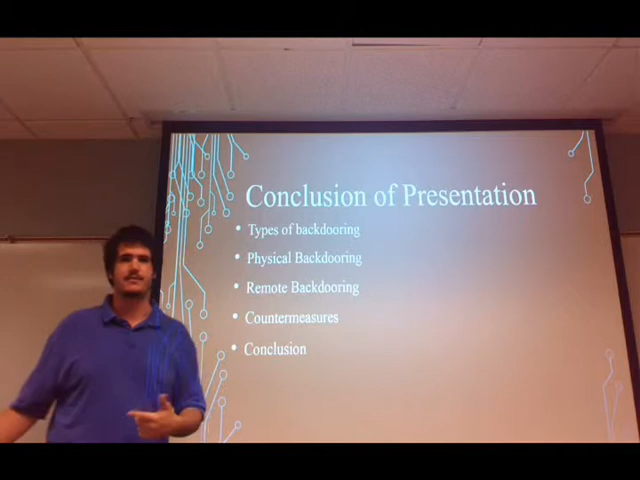 Conclusion of Presentation
• Types of backdooring
• Physical Backdooring
• Remote Backdooring
• Countermeasures
• Conclusion